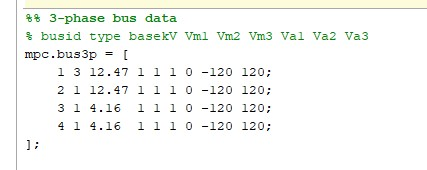 %% 3-phase bus data
% busid type basekV Vm1 Vm2 Vm3 Va1 Va2 Va3
mpc.bus3p = [
1 3 12.47 1 1 1 0 -120 120;
2 1 12.47 1 1 1 0 -120 120;
3 1 4.16 1 1 1 0 -120 120;
4 1 4.16 1 1 1 0 -120 120;
];